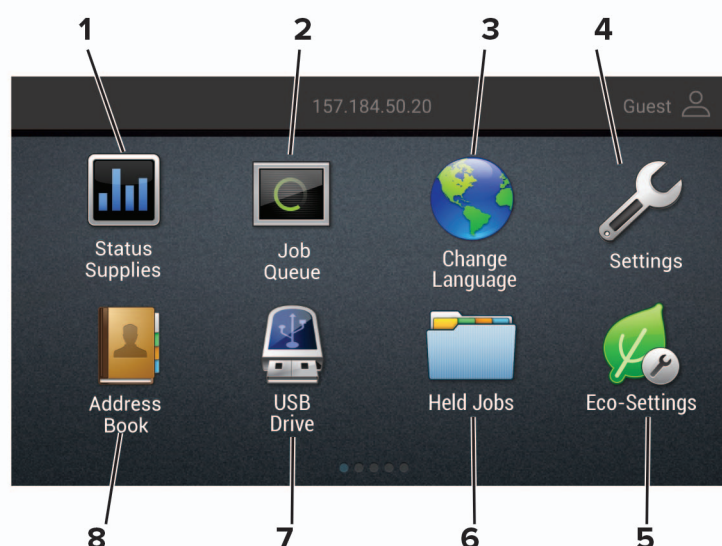 1 2 3 4
157.184.50.20 Guest
Status
Supplies
Job
Queue
Change
Language
Settings
Address
Book
USB
Drive
Held Jobs
Eco-Settings
8 7 6 5